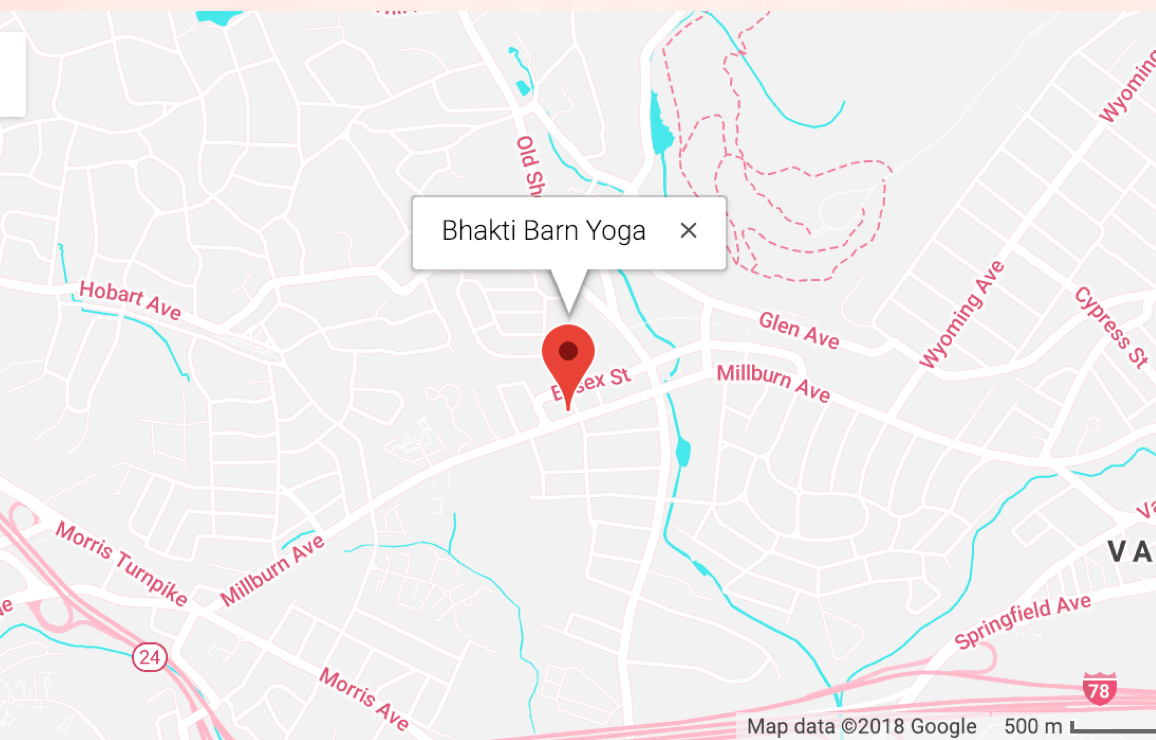 Wyoming
Old Sh
Bhakti Barn Yoga
Hobart Ave
Glen Ave
Wyoming Ave
Cypress St
Essex St
Millburn Ave
Morris Turnpike
Millburn Ave
VA
Springfield Ave
24
Morris Ave
78
Map data ©2018 Google 500 m